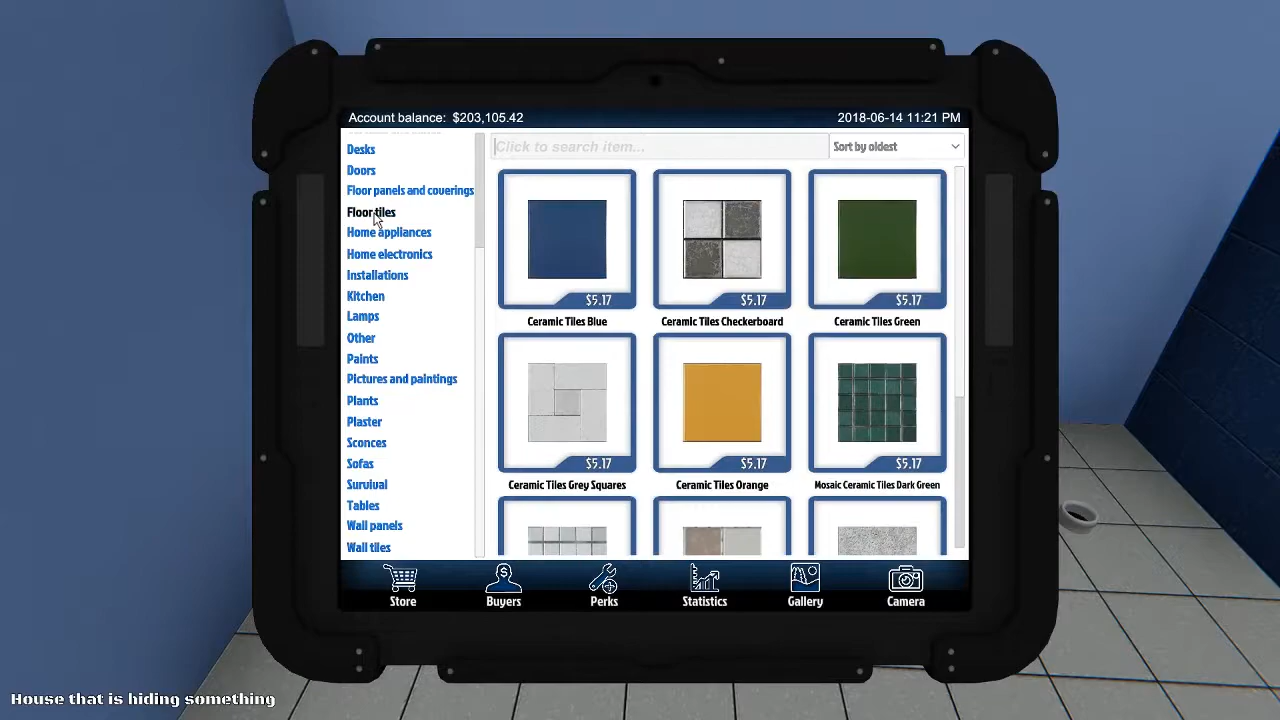 Account balance: $203,105.42
2018-06-14 11:21 PM
Desks
Doors
Floor panels and coverings
Floor tiles
Home appliances
Home electronics
Installations
Kitchen
Lamps
Other
Paints
Pictures and paintings
Plants
Plaster
Sconces
Sofas
Survival
Tables
Wall panels
Wall tiles
Click to search item...
Sort by oldest
$5.17
$5.17
$5.17
Ceramic Tiles Blue
Ceramic Tiles Checkerboard
Ceramic Tiles Green
$5.17
$5.17
$5.17
Ceramic Tiles Grey Squares
Ceramic Tiles Orange
Mosaic Ceramic Tiles Dark Green
Store
Buyers
Perks
Statistics
Gallery
Camera
House that is hiding something